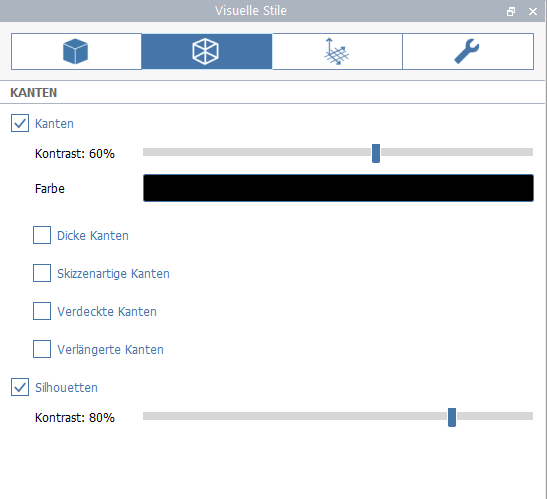 Visuelle Stile
KANTEN
Kanten
Kontrast: 60%
Farbe
Dicke Kanten
Skizzenartige Kanten
Verdeckte Kanten
Verlängerte Kanten
Silhouetten
Kontrast: 80%